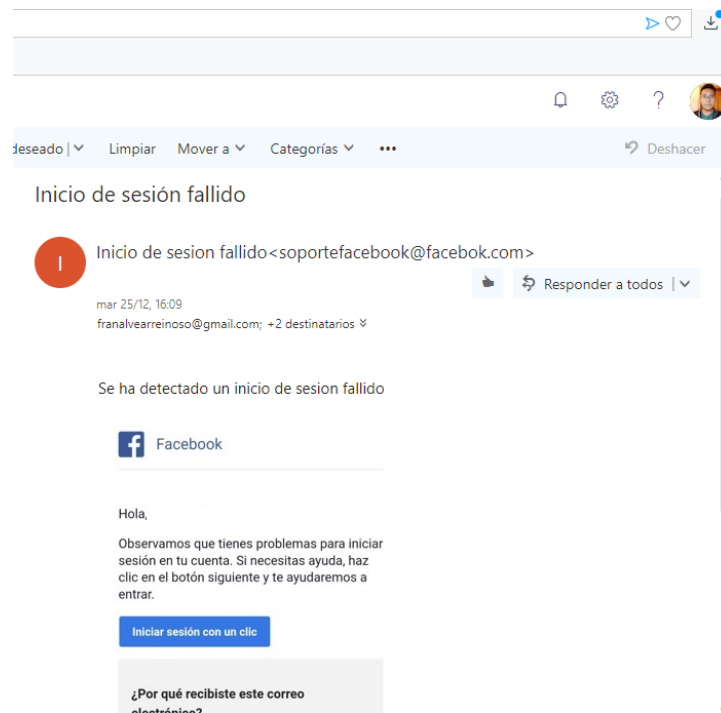 deseado |
Limpiar
Mover a
Categorías
•••
Deshacer
Inicio de sesión fallido
I
Inicio de sesion fallido<soportefacebook@facebok.com>
Responder a todos |
mar 25/12, 16:09
franalvearreinoso@gmail.com; +2 destinatarios
Se ha detectado un inicio de sesion fallido
Facebook
Hola,
Observamos que tienes problemas para iniciar
sesión en tu cuenta. Si necesitas ayuda, haz
clic en el botón siguiente y te ayudaremos a
entrar.
Iniciar sesión con un clic
¿Por qué recibiste este correo
electrónico?